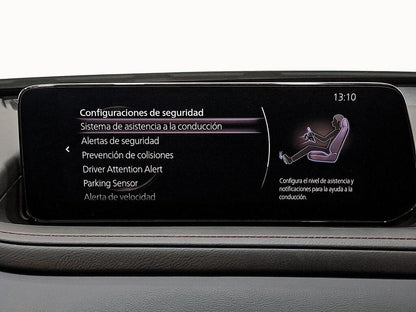 13:10
Configuraciones de seguridad
Sistema de asistencia a la conducción
Alertas de seguridad
Prevención de colisiones
Driver Attention Alert
Parking Sensor
Alerta de velocidad
Configura el nivel de asistencia y
notificaciones para la ayuda a la
conducción.